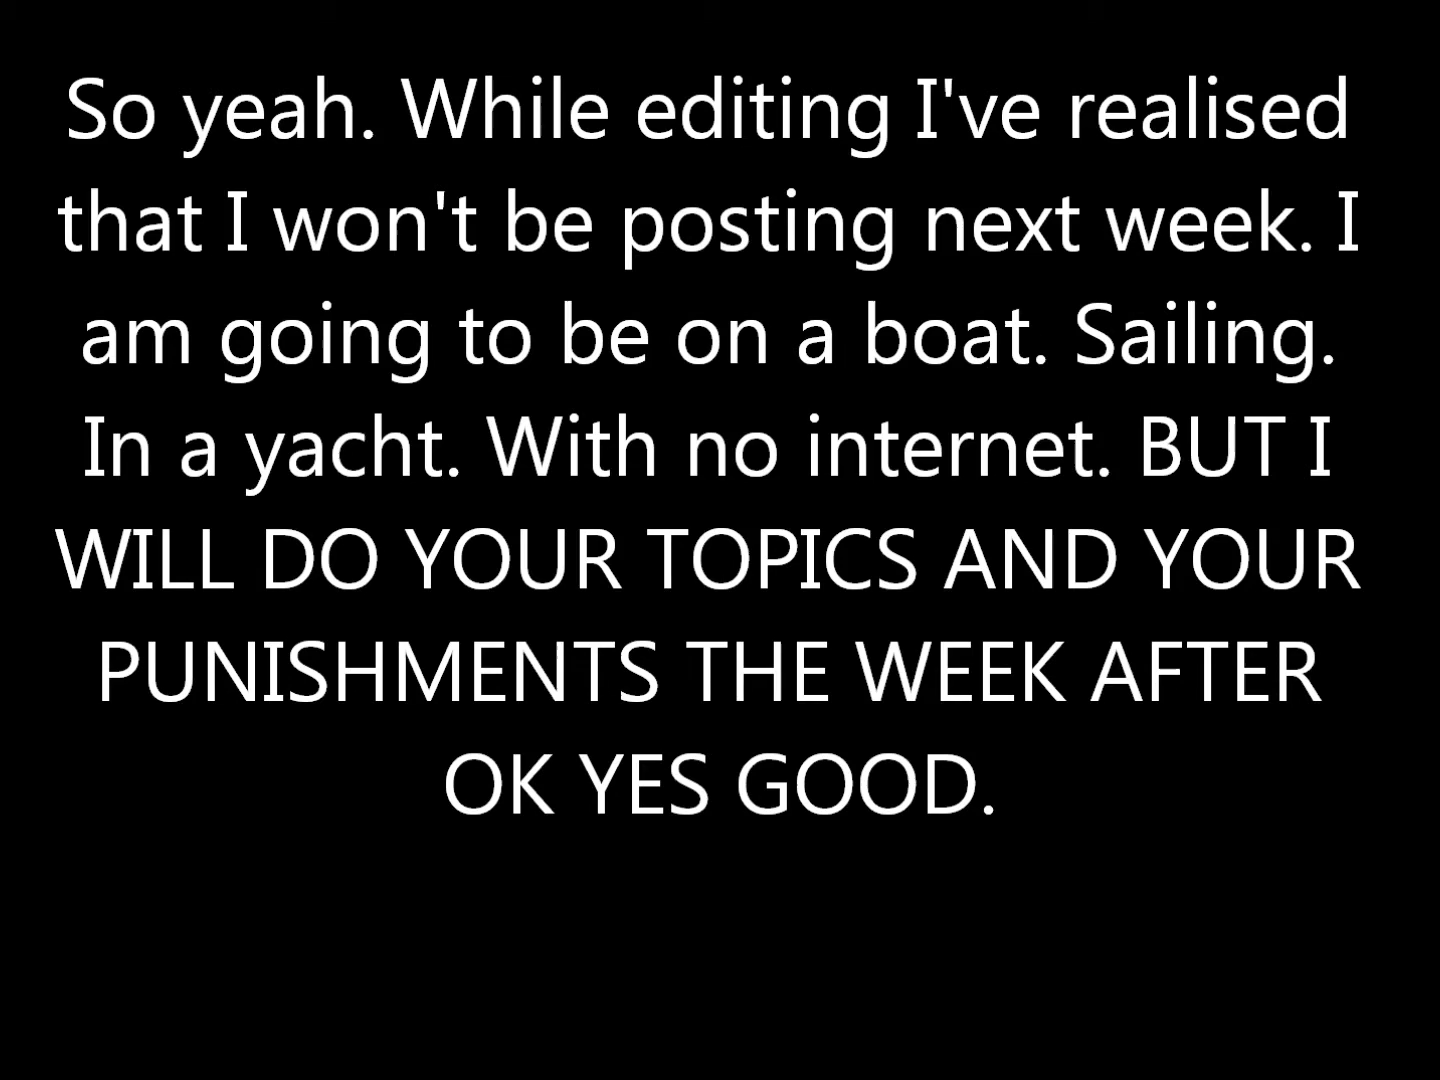 So yeah. While editing I've realised
that I won't be posting next week. I
am going to be on a boat. Sailing.
In a yacht. With no internet. BUT I
WILL DO YOUR TOPICS AND YOUR
PUNISHMENTS THE WEEK AFTER
OK YES GOOD.